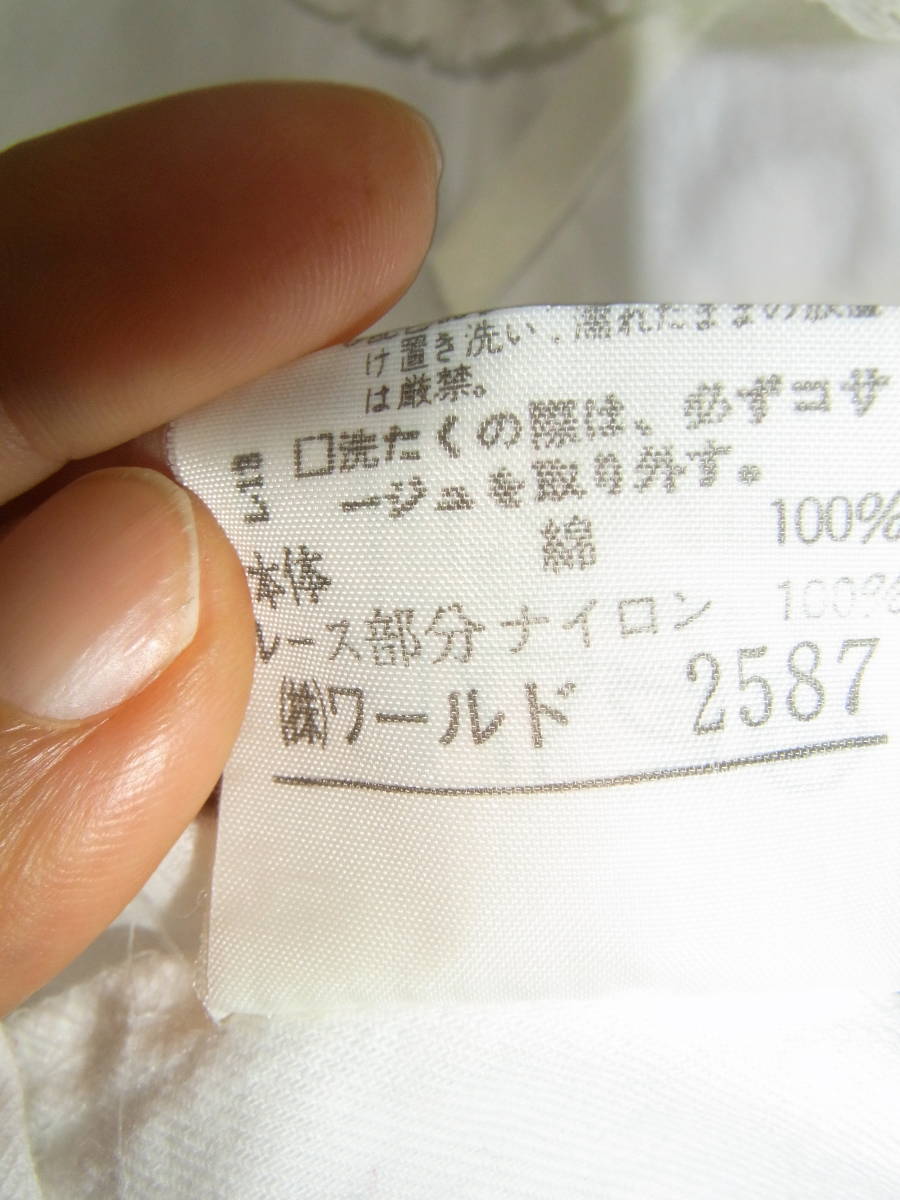 け置き洗い、濡れたままの放置
は厳禁。
□洗たくの際は、必ずコサ
ージュを取り外す。
本体 綿 100%
レース部分 ナイロン 100%
㈱ワールド 2587